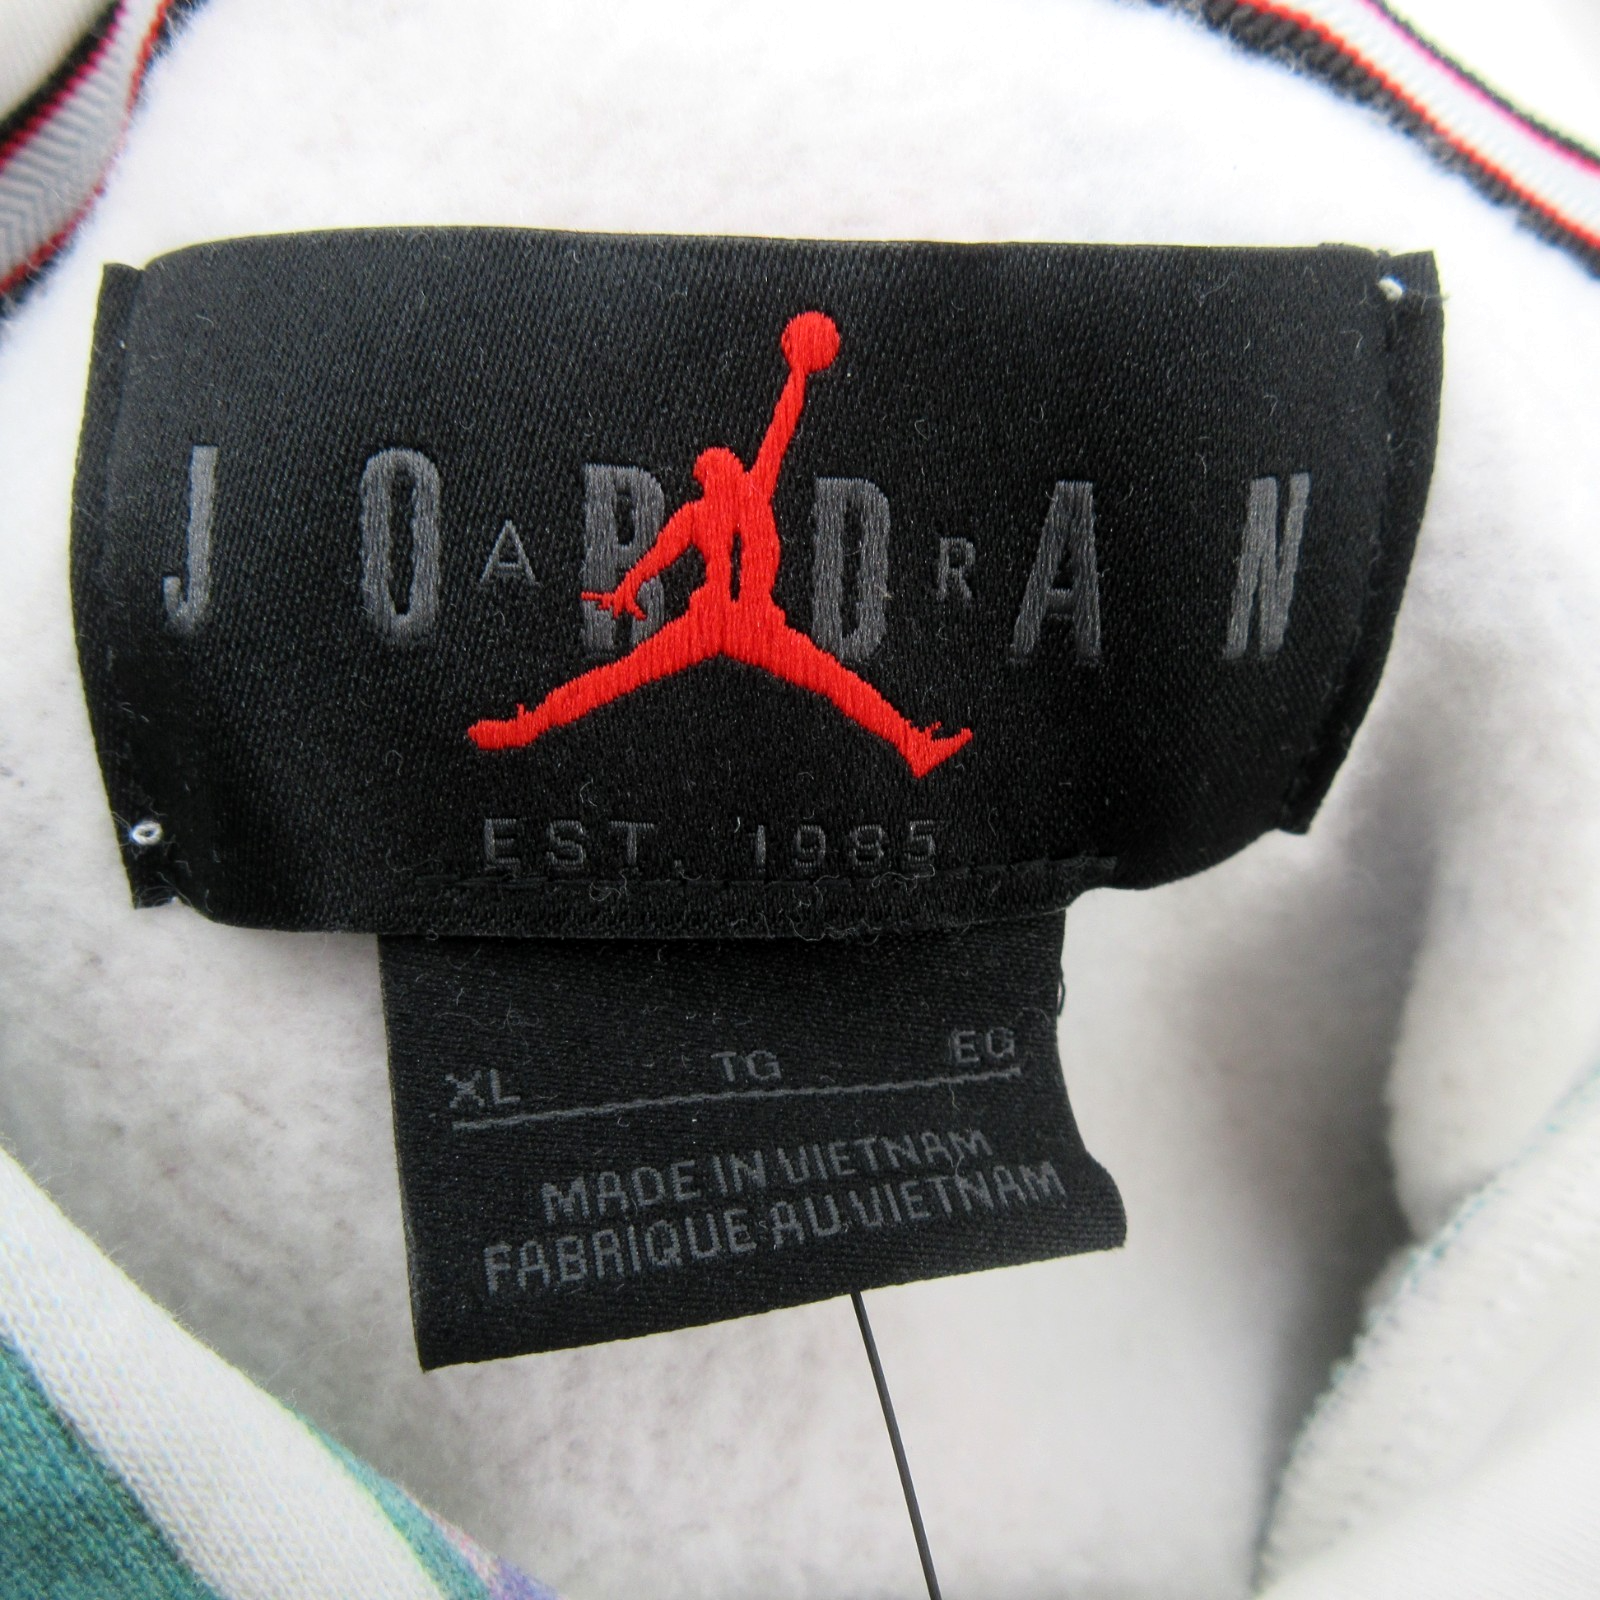 JORDAN
AIR
EST. 1985
XL TG EG
MADE IN VIETNAM
FABRIQUE AU VIETNAM